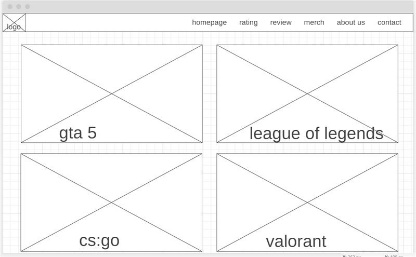 logo
homepage rating review merch about us contact
gta 5
league of legends
cs:go
valorant